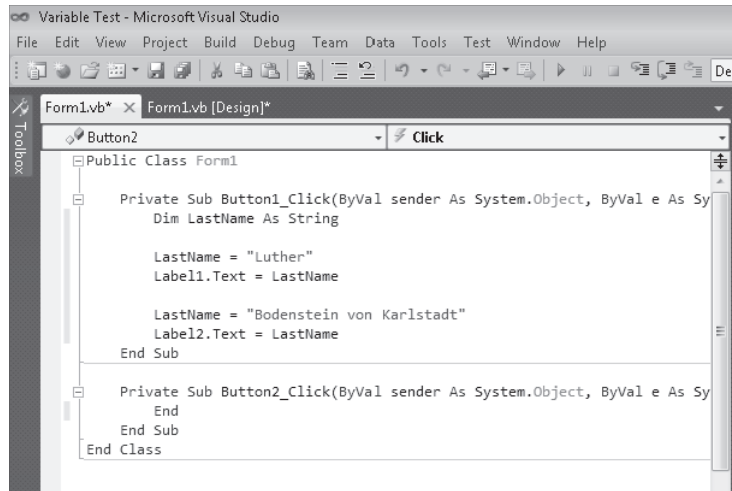 Variable Test - Microsoft Visual Studio
File Edit View Project Build Debug Team Data Tools Test Window Help
De
Form1.vb* Form1.vb [Design]*
Toolbox
Button2 Click
Public Class Form1
Private Sub Button1_Click(ByVal sender As System.Object, ByVal e As Sy
Dim LastName As String
LastName = "Luther"
Label1.Text = LastName
LastName = "Bodenstein von Karlstadt"
Label2.Text = LastName
End Sub
Private Sub Button2_Click(ByVal sender As System.Object, ByVal e As Sy
End
End Sub
End Class